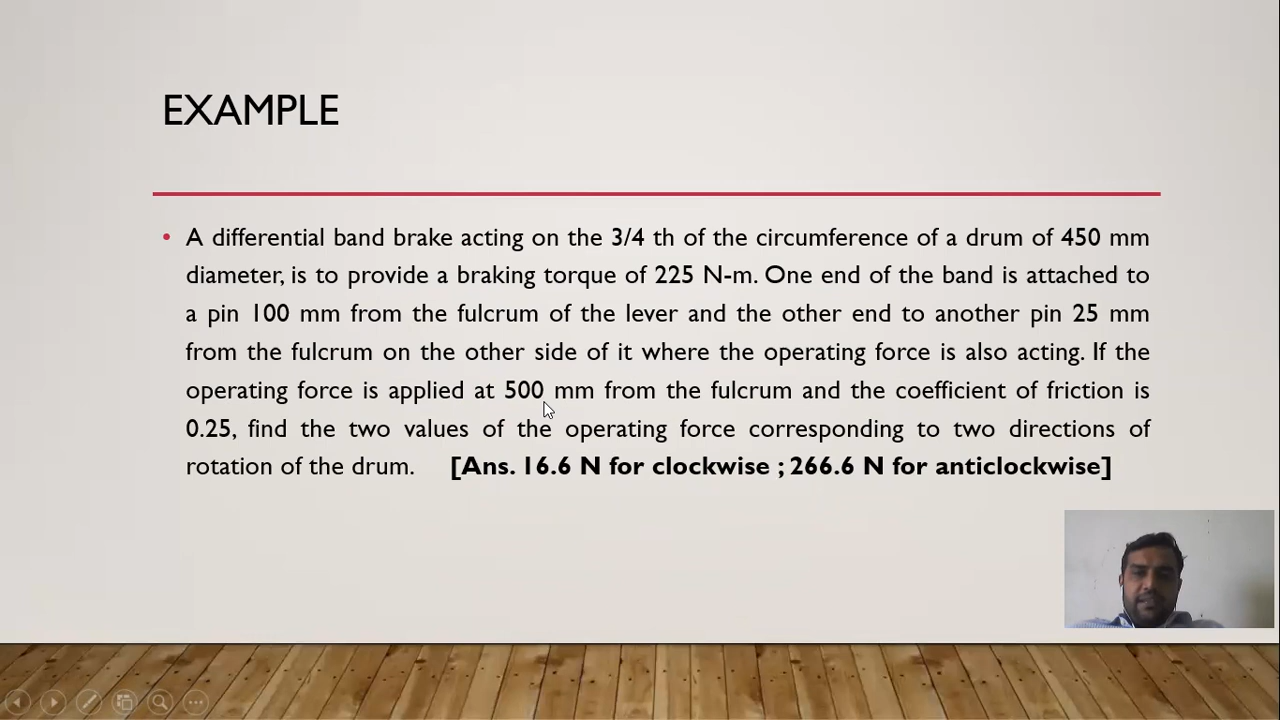 EXAMPLE
• A differential band brake acting on the 3/4 th of the circumference of a drum of 450 mm
diameter, is to provide a braking torque of 225 N-m. One end of the band is attached to
a pin 100 mm from the fulcrum of the lever and the other end to another pin 25 mm
from the fulcrum on the other side of it where the operating force is also acting. If the
operating force is applied at 500 mm from the fulcrum and the coefficient of friction is
0.25, find the two values of the operating force corresponding to two directions of
rotation of the drum. [Ans. 16.6 N for clockwise ; 266.6 N for anticlockwise]